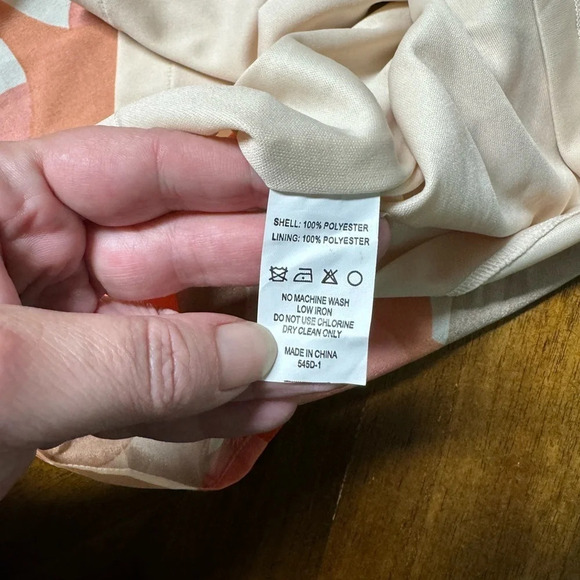 SHELL: 100% POLYESTER
LINING: 100% POLYESTER
NO MACHINE WASH
LOW IRON
DO NOT USE CHLORINE
DRY CLEAN ONLY
MADE IN CHINA
545D-1